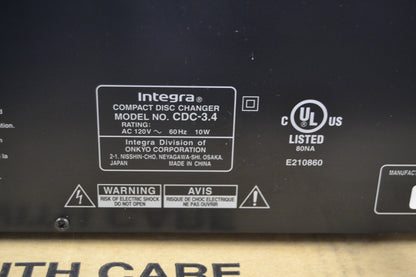 Integra®
COMPACT DISC CHANGER
MODEL NO. CDC-3.4
RATING:
AC 120V ~ 60Hz 10W
Integra Division of
ONKYO CORPORATION
2-1, NISSHIN-CHO, NEYAGAWA-SHI, OSAKA,
JAPAN MADE IN CHINA
C UL US
LISTED
80NA
E210860
MANUFACT
WARNING
RISK OF ELECTRIC SHOCK
DO NOT OPEN
AVIS
RISQUE DE CHOC ELECTRIQUE
NE PAS OUVRIR
TH CARE